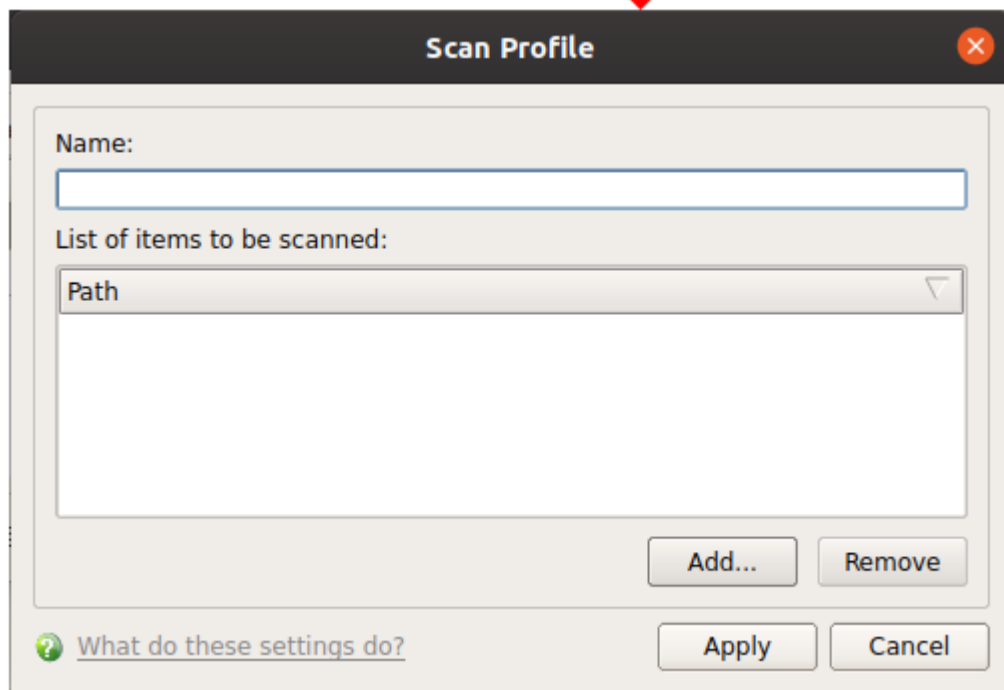 Scan Profile
Name:
List of items to be scanned:
Path
Add...
Remove
What do these settings do?
Apply
Cancel